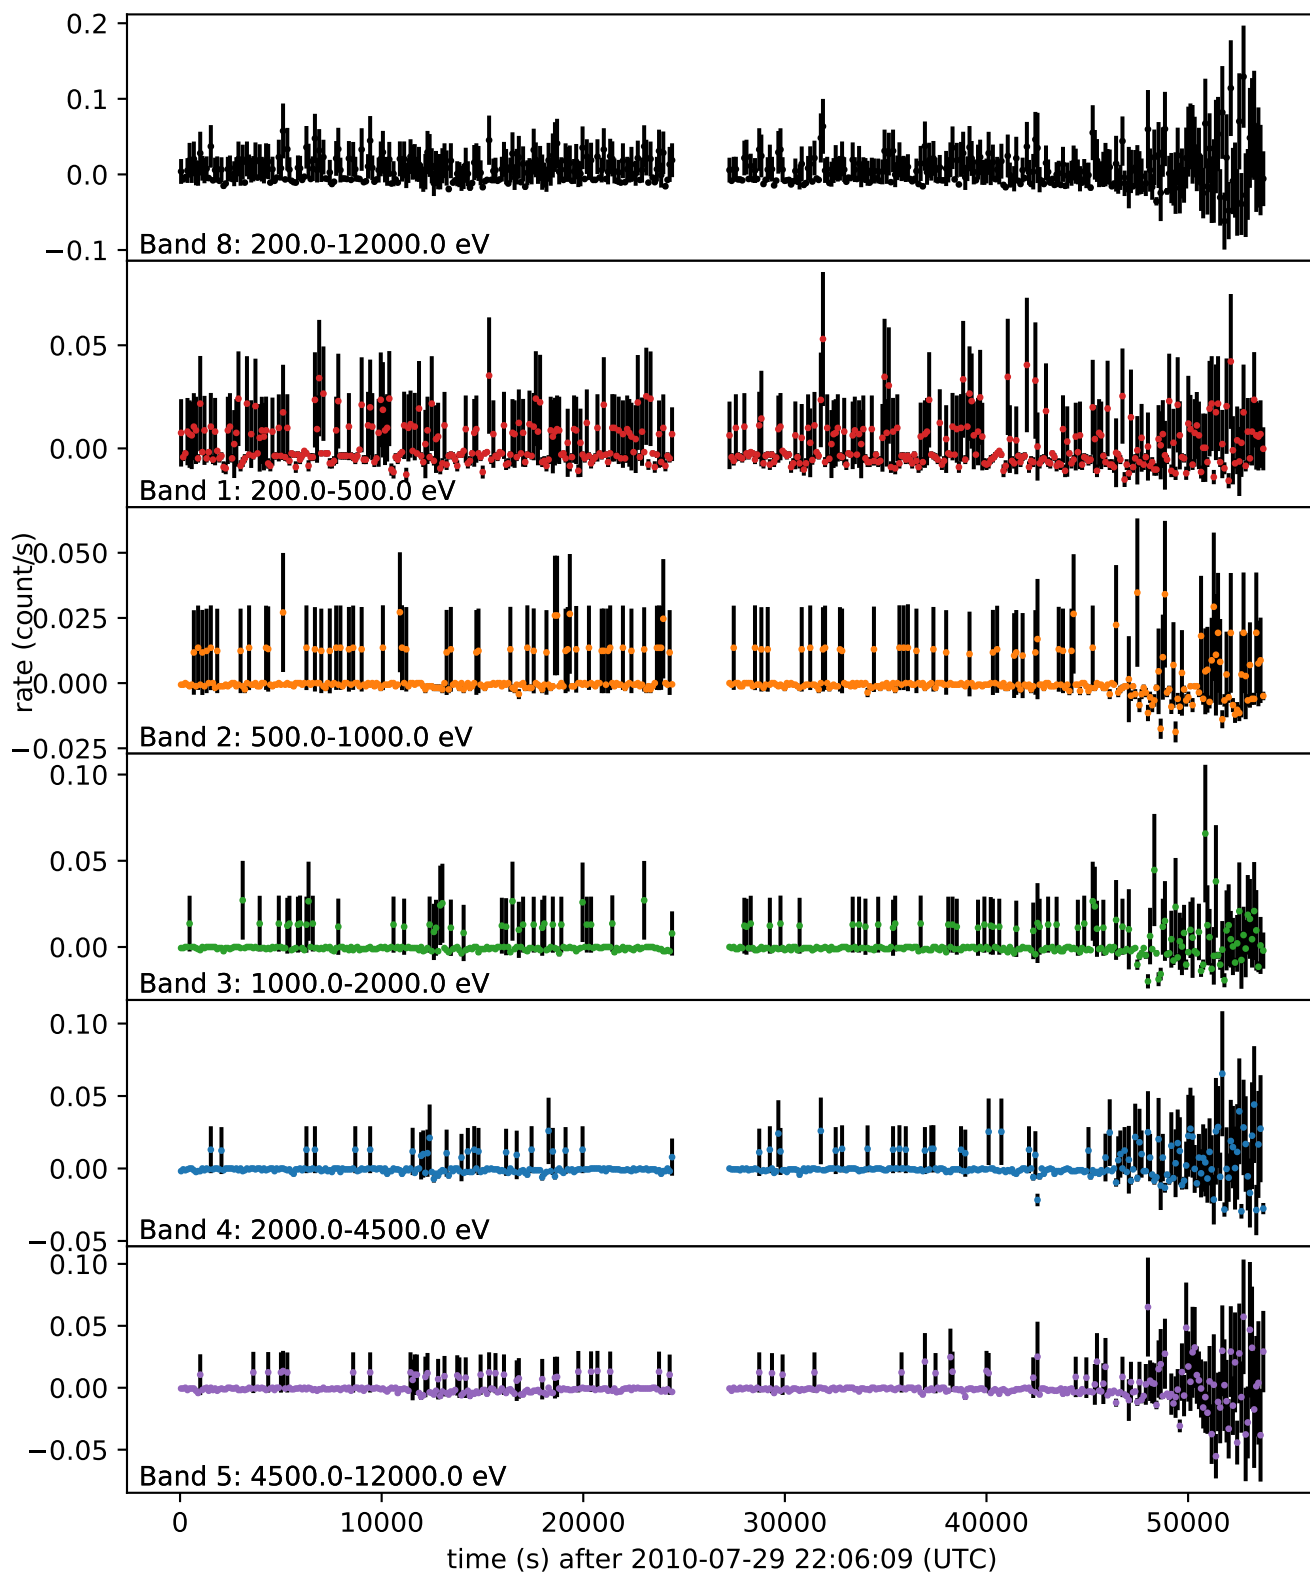 0.2
0.1
0.0
−0.1
Band 8: 200.0-12000.0 eV
0.05
0.00
Band 1: 200.0-500.0 eV
rate (count/s)
0.050
0.025
0.000
−0.025
Band 2: 500.0-1000.0 eV
0.10
0.05
0.00
Band 3: 1000.0-2000.0 eV
0.10
0.05
0.00
−0.05
Band 4: 2000.0-4500.0 eV
0.10
0.05
0.00
−0.05
Band 5: 4500.0-12000.0 eV
0 10000 20000 30000 40000 50000
time (s) after 2010-07-29 22:06:09 (UTC)